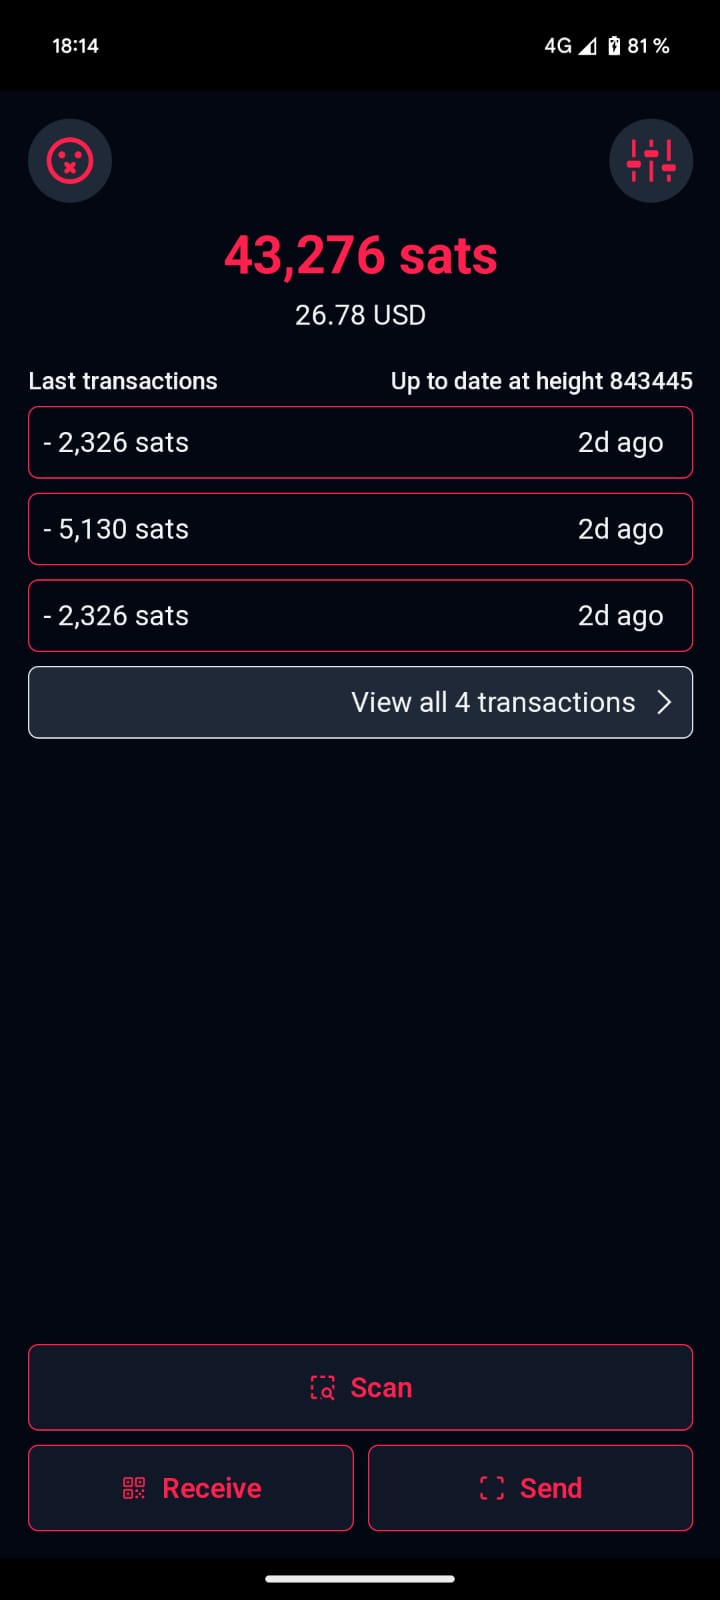 18:14
4G 81 %
43,276 sats
26.78 USD
Last transactions Up to date at height 843445
- 2,326 sats 2d ago
- 5,130 sats 2d ago
- 2,326 sats 2d ago
View all 4 transactions
Scan
Receive Send